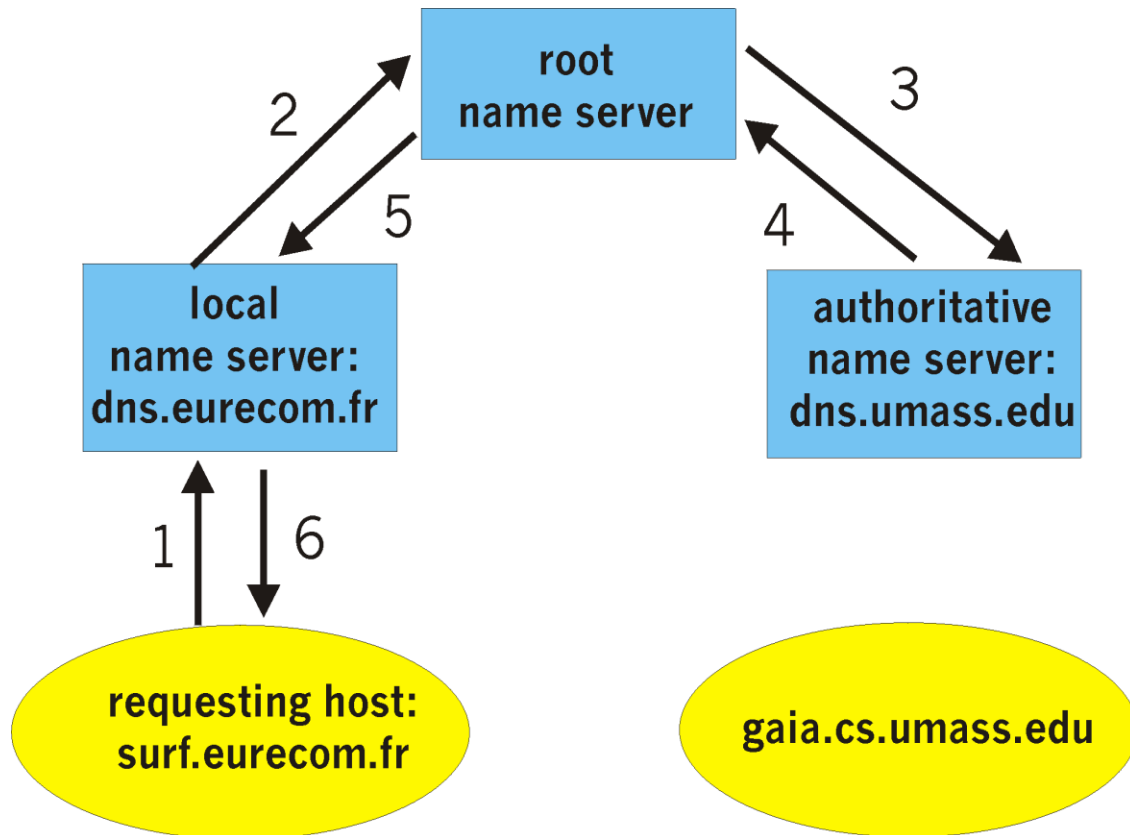 root
name server
2
3
5
4
local
name server:
dns.eurecom.fr
authoritative
name server:
dns.umass.edu
1
6
requesting host:
surf.eurecom.fr
gaia.cs.umass.edu